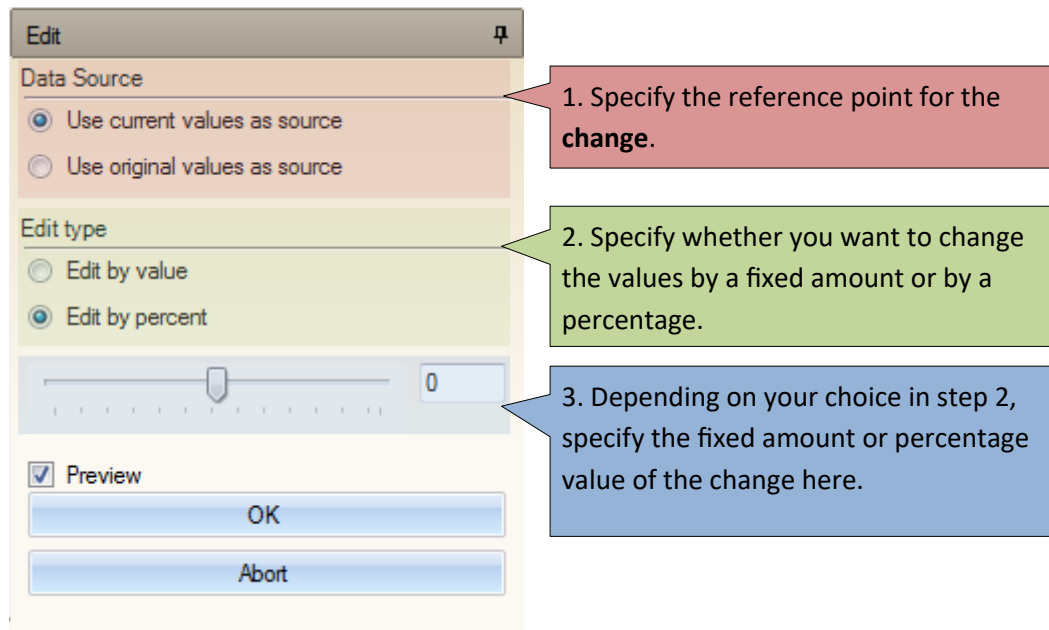 Edit
Data Source
Use current values as source
Use original values as source
Edit type
Edit by value
Edit by percent
0
Preview
OK
Abort
1. Specify the reference point for the
change.
2. Specify whether you want to change
the values by a fixed amount or by a
percentage.
3. Depending on your choice in step 2,
specify the fixed amount or percentage
value of the change here.